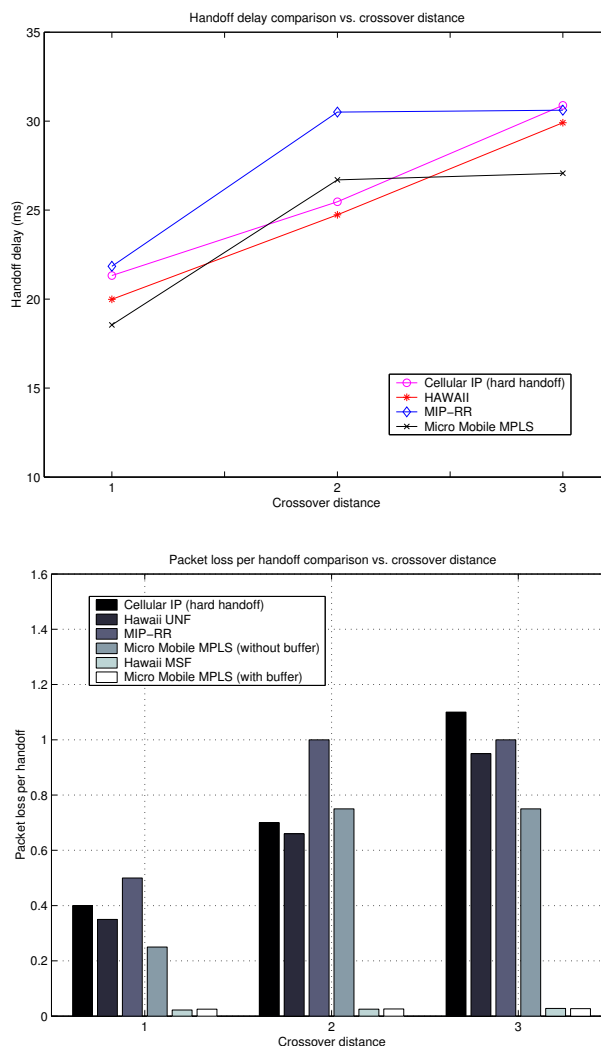 Handoff delay comparison vs. crossover distance
35
30
25
20
15
10
Handoff delay (ms)
Cellular IP (hard handoff)
HAWAII
MIP−RR
Micro Mobile MPLS
1
2
3
Crossover distance
Packet loss per handoff comparison vs. crossover distance
1.6
1.4
1.2
1
0.8
0.6
0.4
0.2
0
Packet loss per handoff
Cellular IP (hard handoff)
Hawaii UNF
MIP−RR
Micro Mobile MPLS (without buffer)
Hawaii MSF
Micro Mobile MPLS (with buffer)
1
2
3
Crossover distance